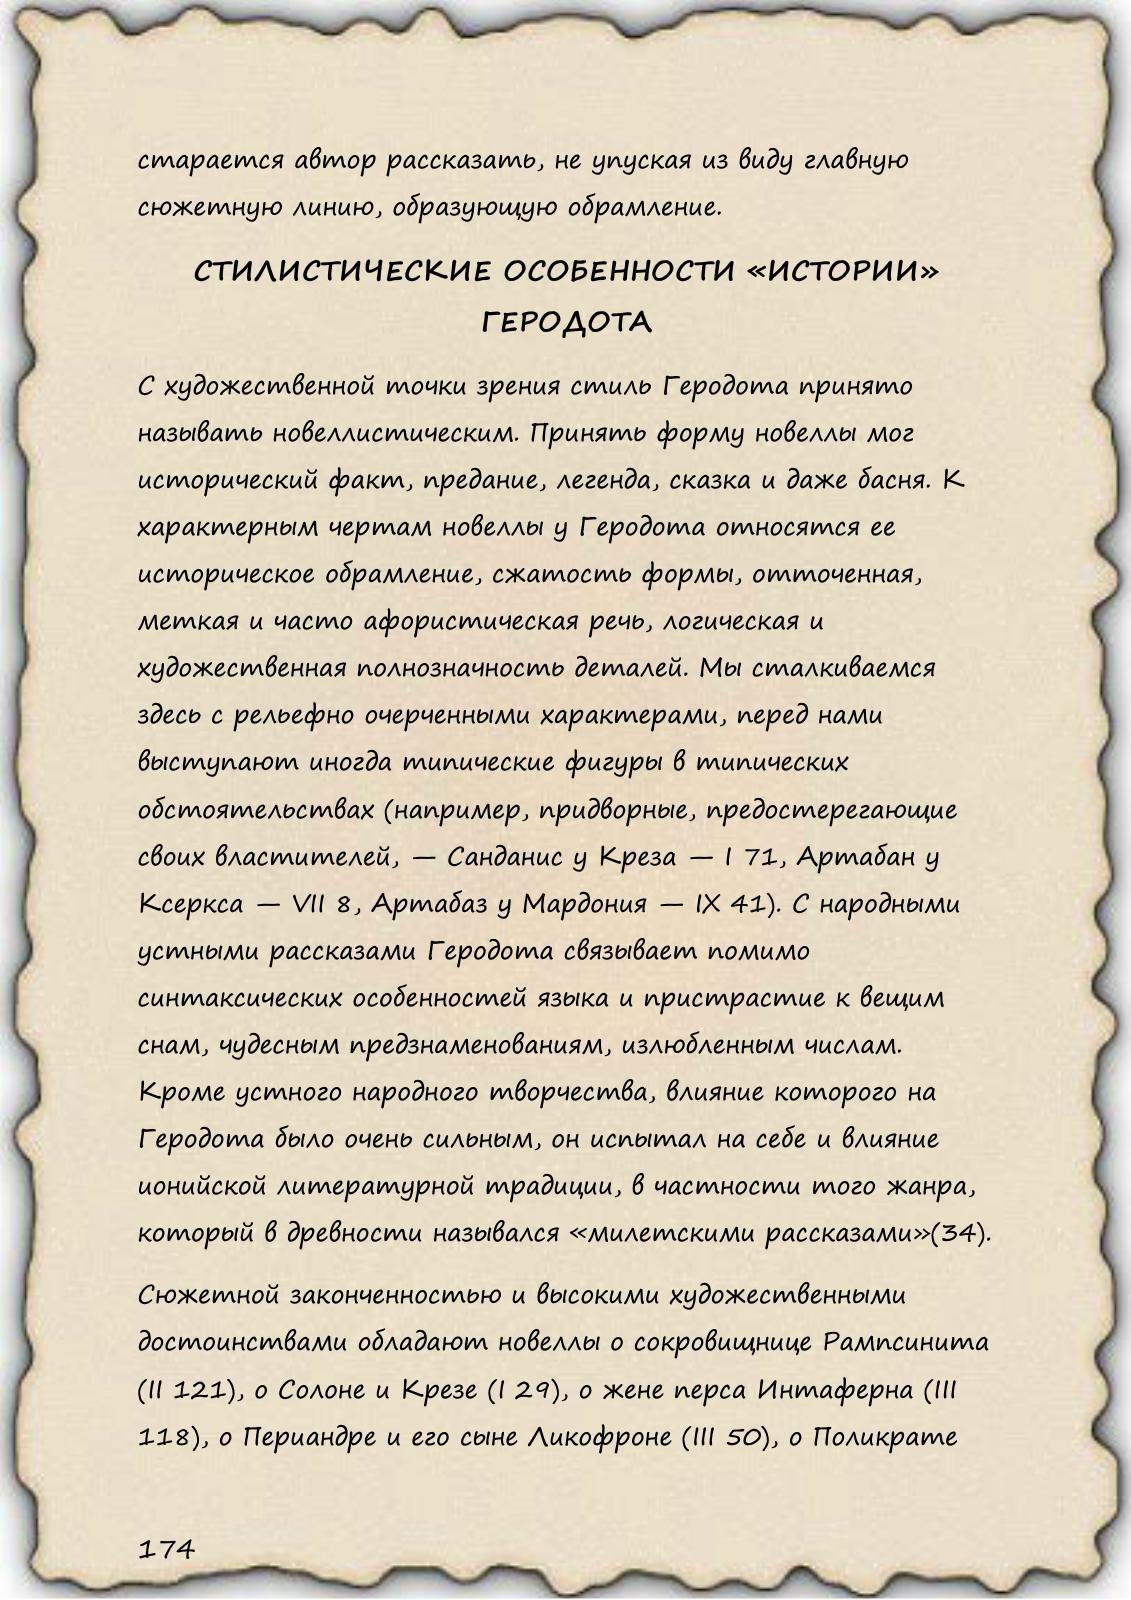 старается автор рассказать, не упуская из виду главную
сюжетную линию, образующую обрамление.
СТИЛИСТИЧЕСКИЕ ОСОБЕННОСТИ «ИСТОРИИ»
ГЕРОДОТА
С художественной точки зрения стиль Геродота принято
называть новеллистическим. Принять форму новеллы мог
исторический факт, предание, легенда, сказка и даже басня. К
характерным чертам новеллы у Геродота относятся ее
историческое обрамление, сжатость формы, отточенная,
меткая и часто афористическая речь, логическая и
художественная полнозначность деталей. Мы сталкиваемся
здесь с рельефно очерченными характерами, перед нами
выступают иногда типические фигуры в типических
обстоятельствах (например, придворные, предостерегающие
своих властителей, — Санданис у Креза — I 71, Артабан у
Ксеркса — VII 8, Артабаз у Мардония — IX 41). С народными
устными рассказами Геродота связывает помимо
синтаксических особенностей языка и пристрастие к вещим
снам, чудесным предзнаменованиям, излюбленным числам.
Кроме устного народного творчества, влияние которого на
Геродота было очень сильным, он испытал на себе и влияние
ионийской литературной традиции, в частности того жанра,
который в древности назывался «милетскими рассказами»(34).
Сюжетной законченностью и высокими художественными
достоинствами обладают новеллы о сокровищнице Рампсинита
(II 121), о Солоне и Крезе (I 29), о жене перса Интаферна (III
118), о Периандре и его сыне Ликофроне (III 50), о Поликрате
174